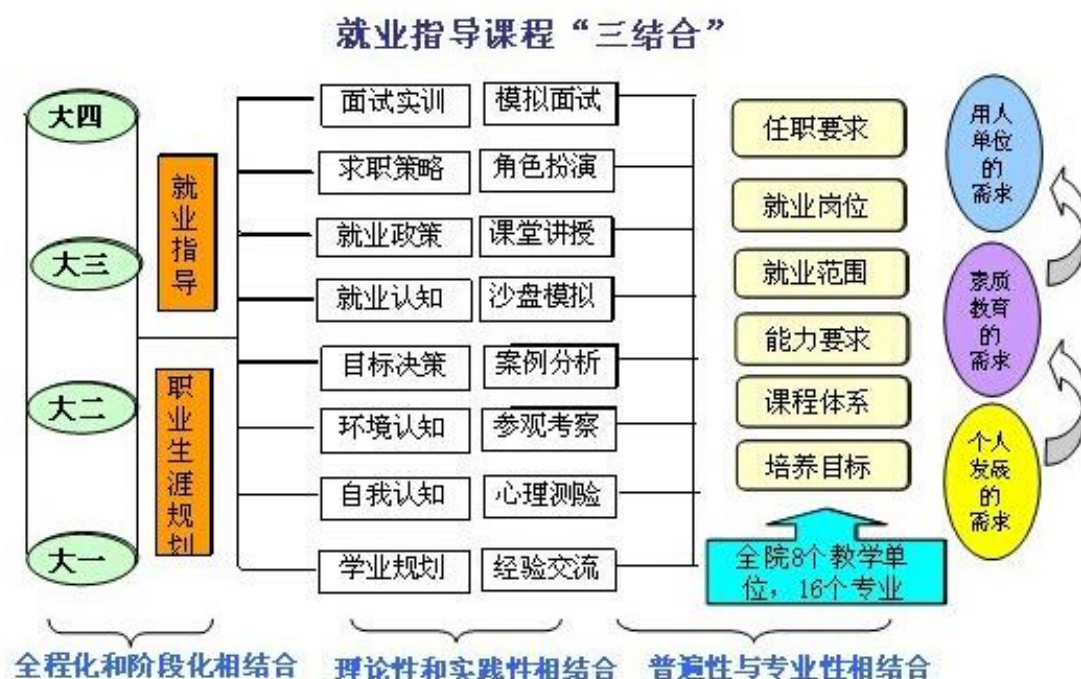 就业指导课程“三结合”
大四
大三
大二
大一
就
业
指
导
职
业
生
涯
规
划
面试实训
模拟面试
求职策略
角色扮演
就业政策
课堂讲授
就业认知
沙盘模拟
目标决策
案例分析
环境认知
参观考察
自我认知
心理测验
学业规划
经验交流
任职要求
就业岗位
就业范围
能力要求
课程体系
培养目标
全院8个教学单
位，16个专业
用人
单位
的
需求
素质
教育
的
需求
个人
发展
的
需求
全程化和阶段化相结合
理论性和实践性相结合
普遍性与专业性相结合